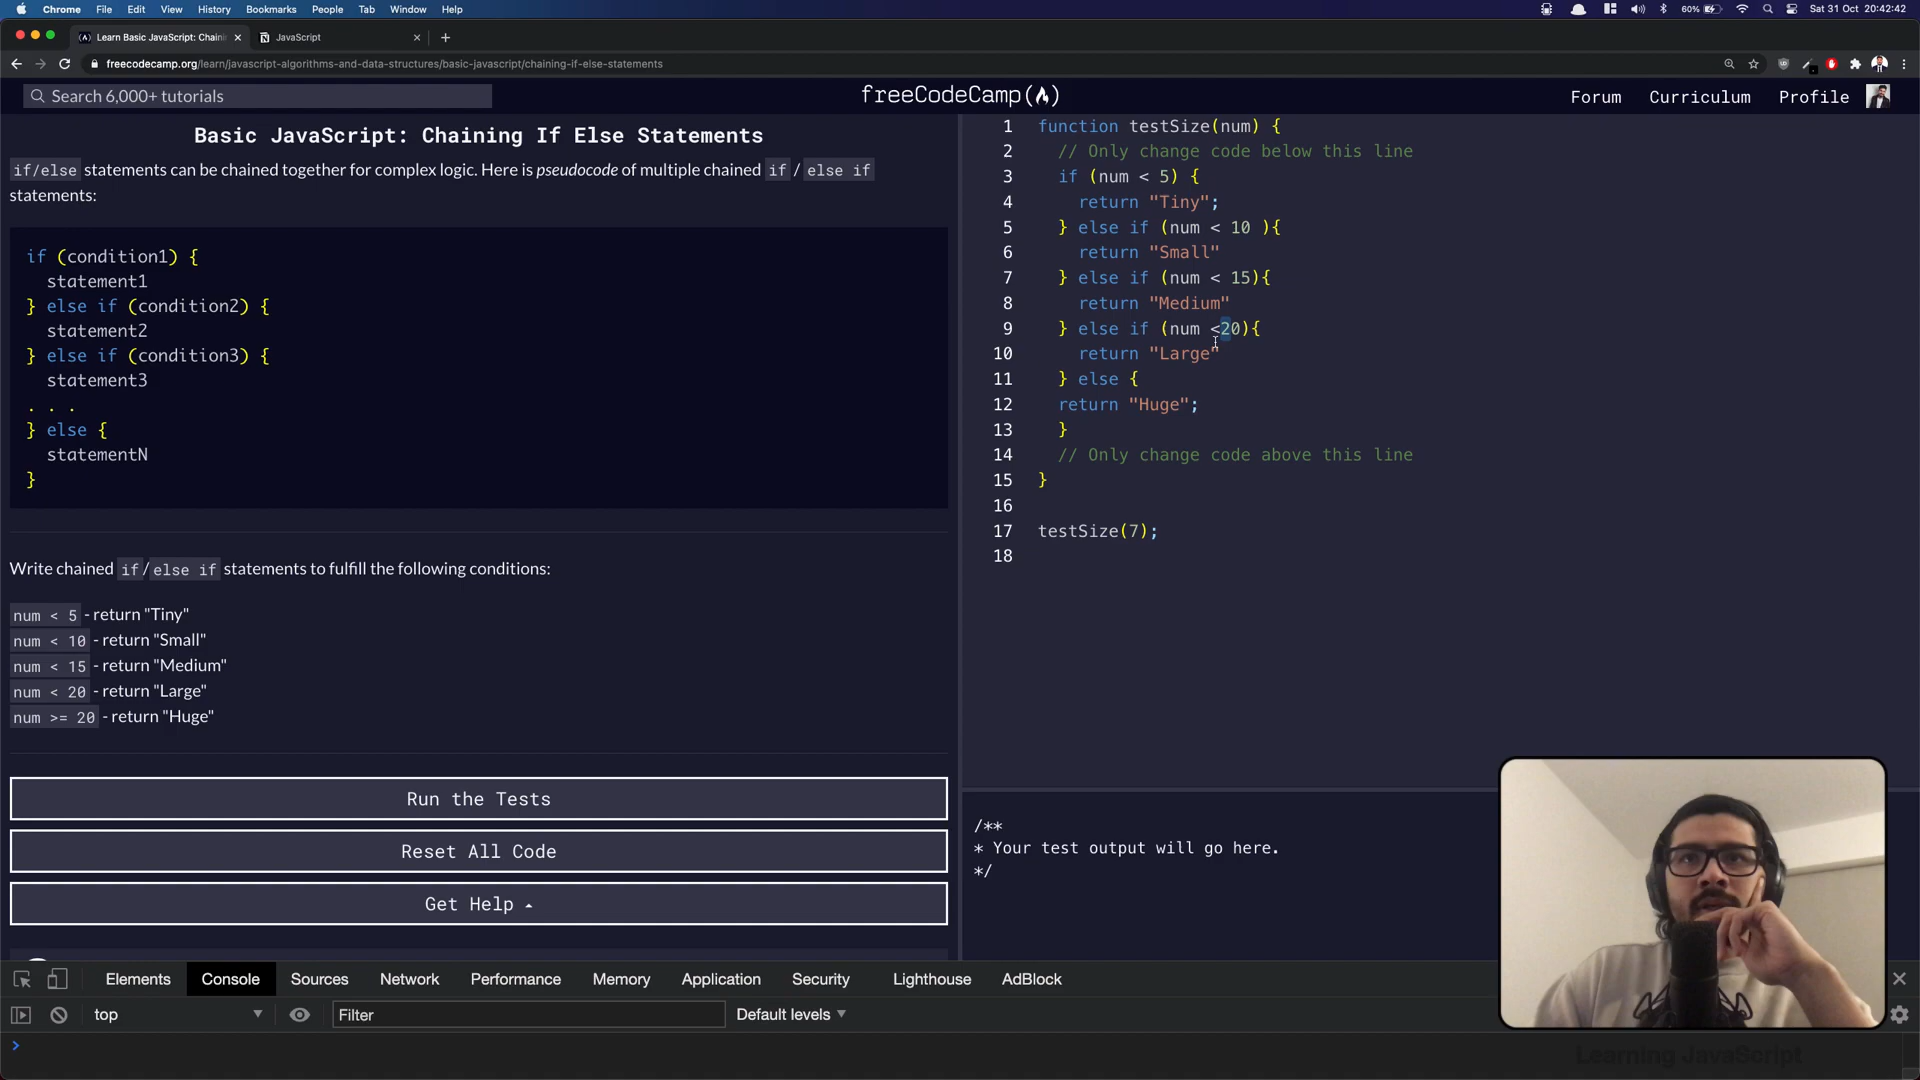 Chrome File Edit View History Bookmarks People Tab Window Help 60% Sat 31 Oct 20:42:42
Learn Basic JavaScript: Chaini JavaScript
freecodecamp.org/learn/javascript-algorithms-and-data-structures/basic-javascript/chaining-if-else-statements
Search 6,000+ tutorials freeCodeCamp Forum Curriculum Profile
Basic JavaScript: Chaining If Else Statements
if/else statements can be chained together for complex logic. Here is pseudocode of multiple chained if / else if
statements:
if (condition1) {
statement1
} else if (condition2) {
statement2
} else if (condition3) {
statement3
. . .
} else {
statementN
}
Write chained if/else if statements to fulfill the following conditions:
num < 5 - return "Tiny"
num < 10 - return "Small"
num < 15 - return "Medium"
num < 20 - return "Large"
num >= 20 - return "Huge"
Run the Tests
Reset All Code
Get Help
1 function testSize(num) {
2 // Only change code below this line
3 if (num < 5) {
4 return "Tiny";
5 } else if (num < 10 ){
6 return "Small"
7 } else if (num < 15){
8 return "Medium"
9 } else if (num <20){
10 return "Large"
11 } else {
12 return "Huge";
13 }
14 // Only change code above this line
15 }
16
17 testSize(7);
18
/**
* Your test output will go here.
*/
Elements Console Sources Network Performance Memory Application Security Lighthouse AdBlock
top Filter Default levels
>
Learning JavaScript